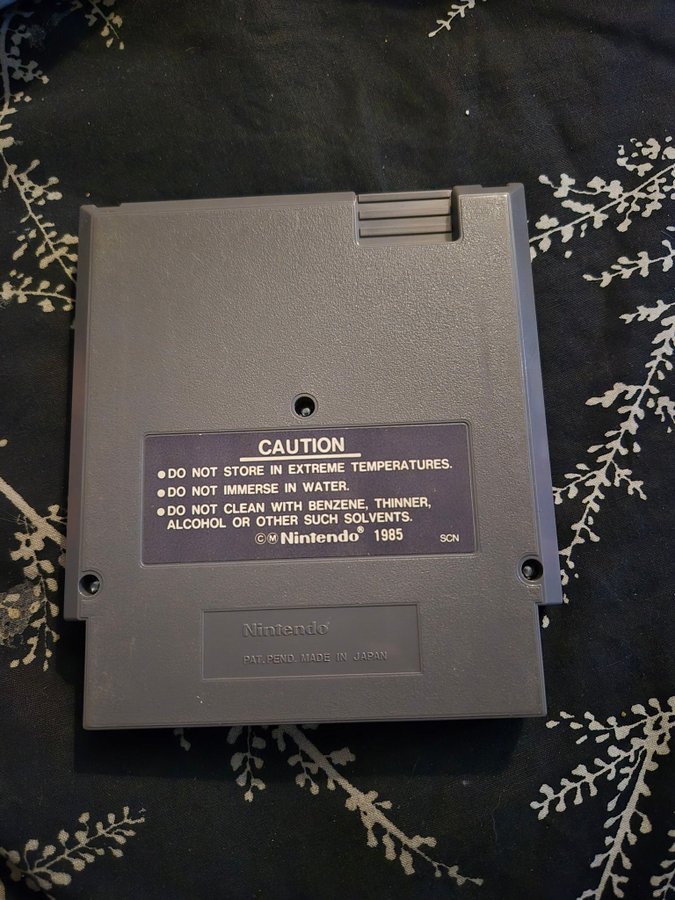 CAUTION
●DO NOT STORE IN EXTREME TEMPERATURES.
●DO NOT IMMERSE IN WATER.
●DO NOT CLEAN WITH BENZENE, THINNER,
ALCOHOL OR OTHER SUCH SOLVENTS.
ⒸⓂ Nintendo® 1985 SCN
Nintendo®
PAT. PEND. MADE IN JAPAN